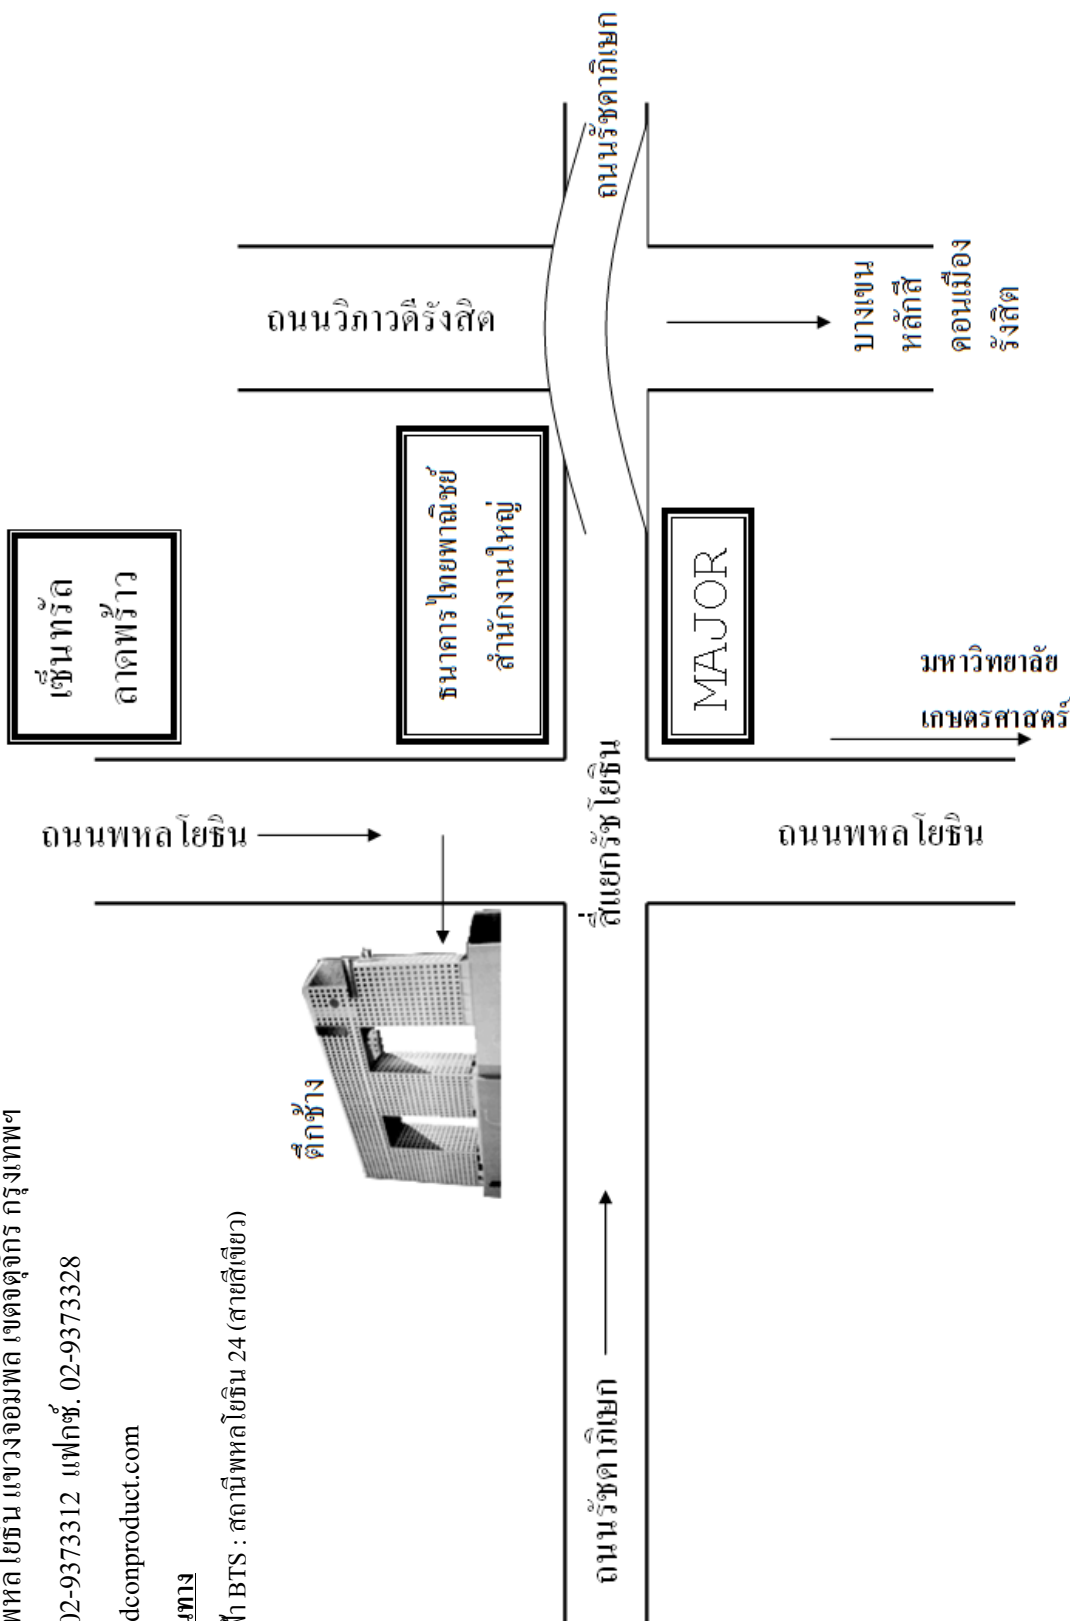 พหลโยธิน แขวงจอมพล เขตจตุจักร กรุงเทพฯ
02-9373312 แฟกซ์. 02-9373328
dconproduct.com
BTS : สถานีพหลโยธิน 24 (สายสีเขียว)
เซ็นทรัล
ลาดพร้าว
ถนนวิภาวดีรังสิต
ถนนรัชดาภิเษก
ธนาคารไทยพาณิชย์
สำนักงานใหญ่
MAJOR
บางเขน
หลักสี่
ดอนเมือง
รังสิต
มหาวิทยาลัย
เกษตรศาสตร์
ถนนพหลโยธิน
สี่แยกรัชโยธิน
ถนนพหลโยธิน
ตึกช้าง
ถนนรัชดาภิเษก